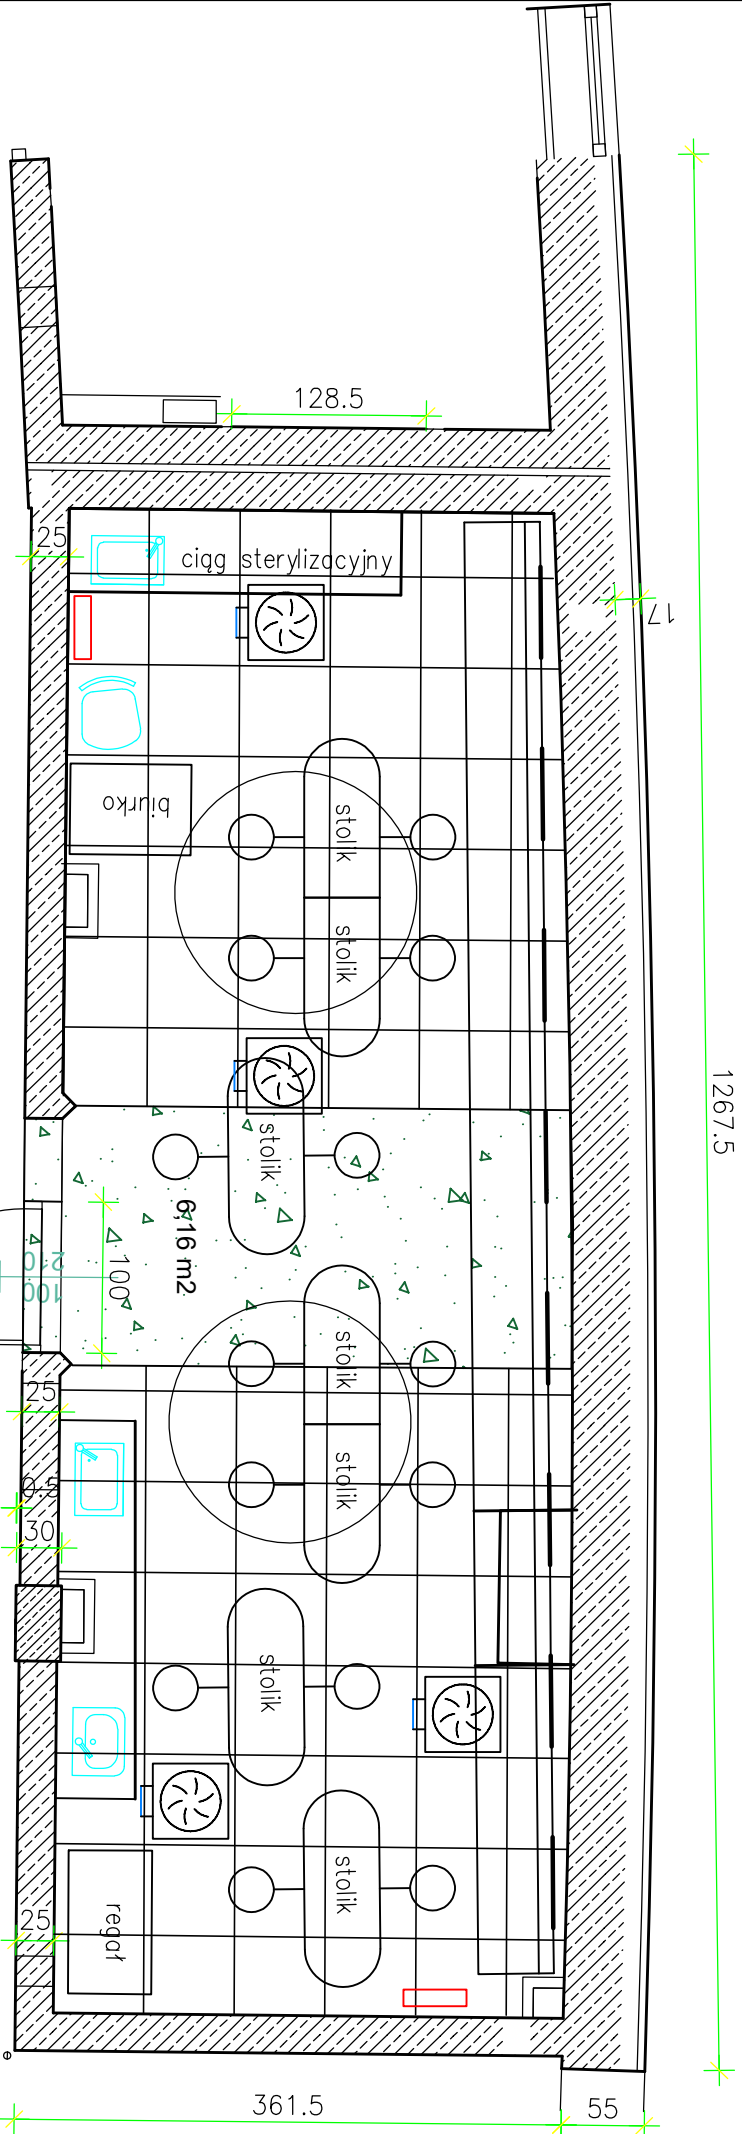 128.5
25
ciąg sterylizacyjny
17
biurko
stolik
stolik
1267.5
stolik
6,16 m2
100
210
100
stolik
25
stolik
0.5
30
stolik
stolik
regał
25
361.5
55